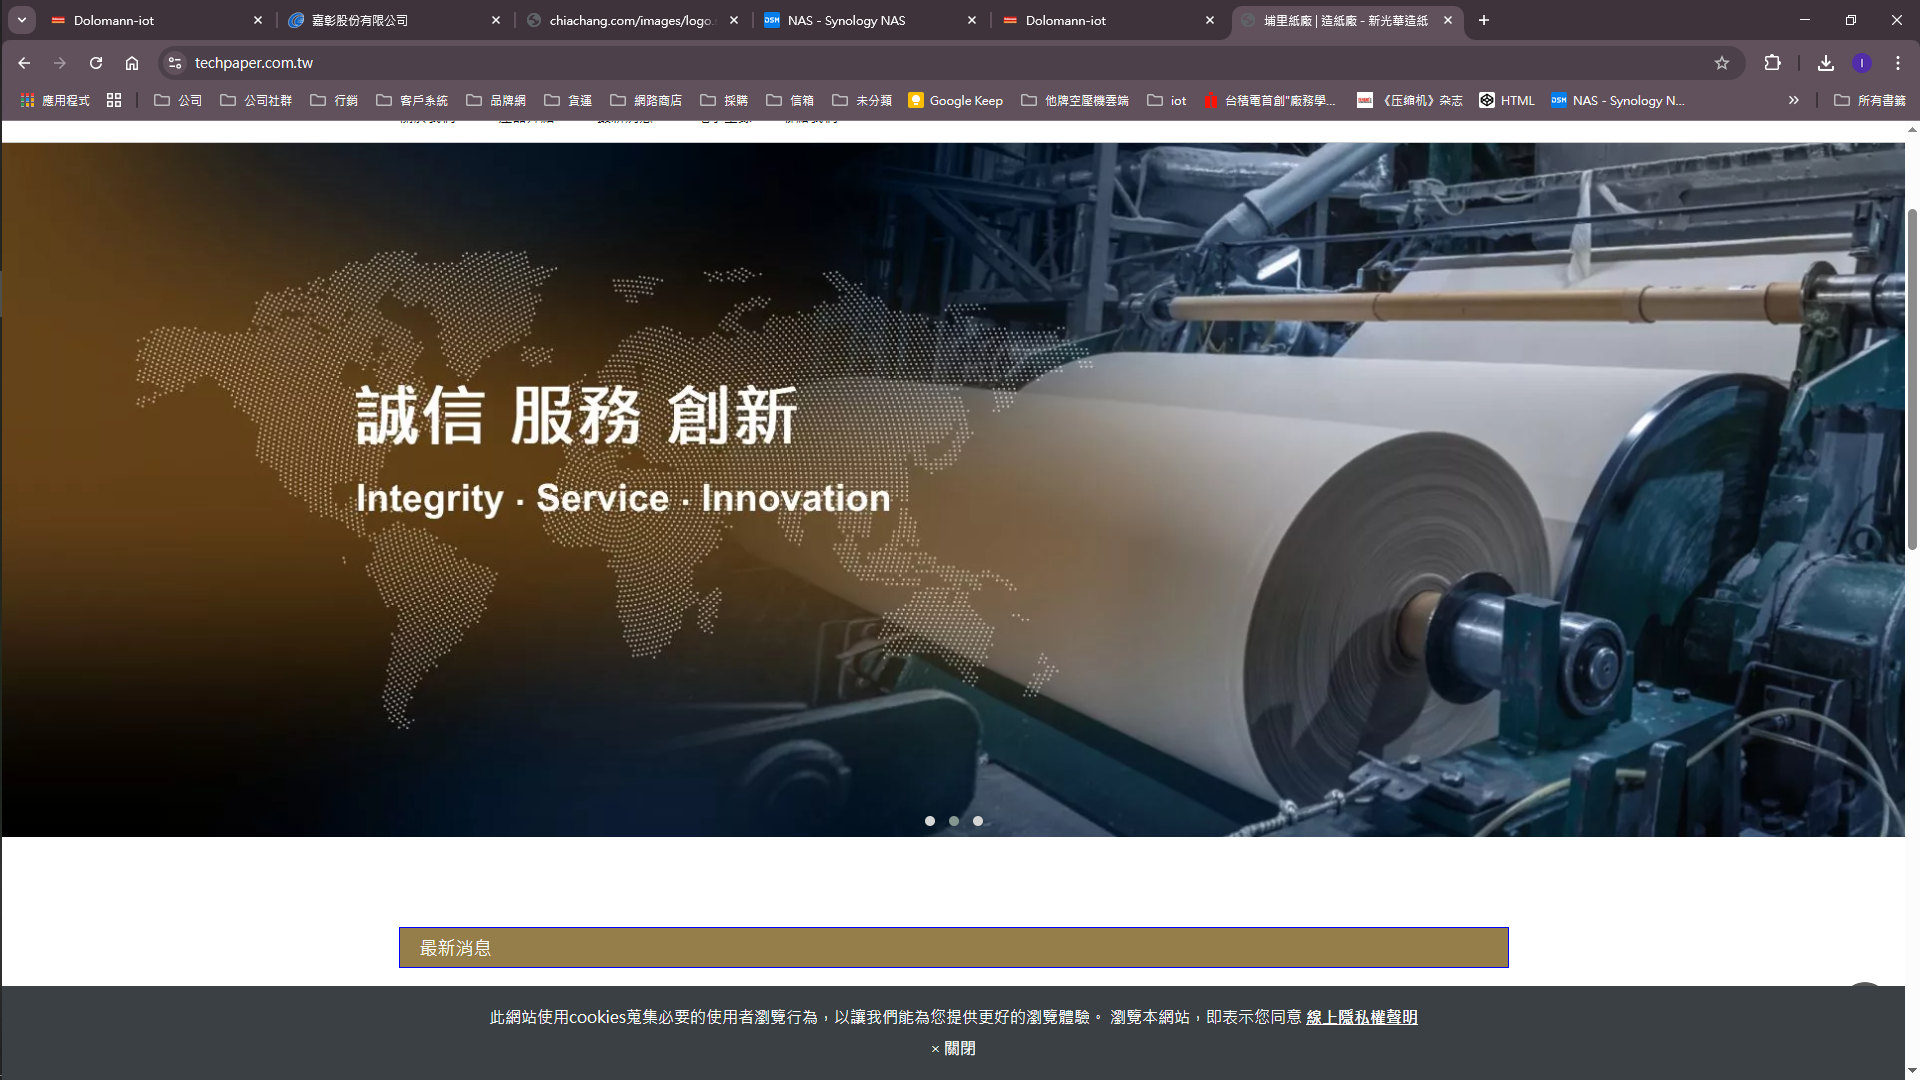 Dolomann-iot
嘉彰股份有限公司
chiachang.com/images/logo.
NAS - Synology NAS
Dolomann-iot
埔里紙廠 | 造紙廠 - 新光華造紙
techpaper.com.tw
應用程式
公司
公司社群
行銷
客戶系統
品牌網
貨運
網路商店
採購
信箱
未分類
Google Keep
他牌空壓機雲端
iot
台積電首創"廠務學...
《压缩机》杂志
HTML
NAS - Synology N...
所有書籤
誠信 服務 創新
Integrity · Service · Innovation
最新消息
此網站使用cookies蒐集必要的使用者瀏覽行為，以讓我們能為您提供更好的瀏覽體驗。 瀏覽本網站，即表示您同意 線上隱私權聲明
× 關閉